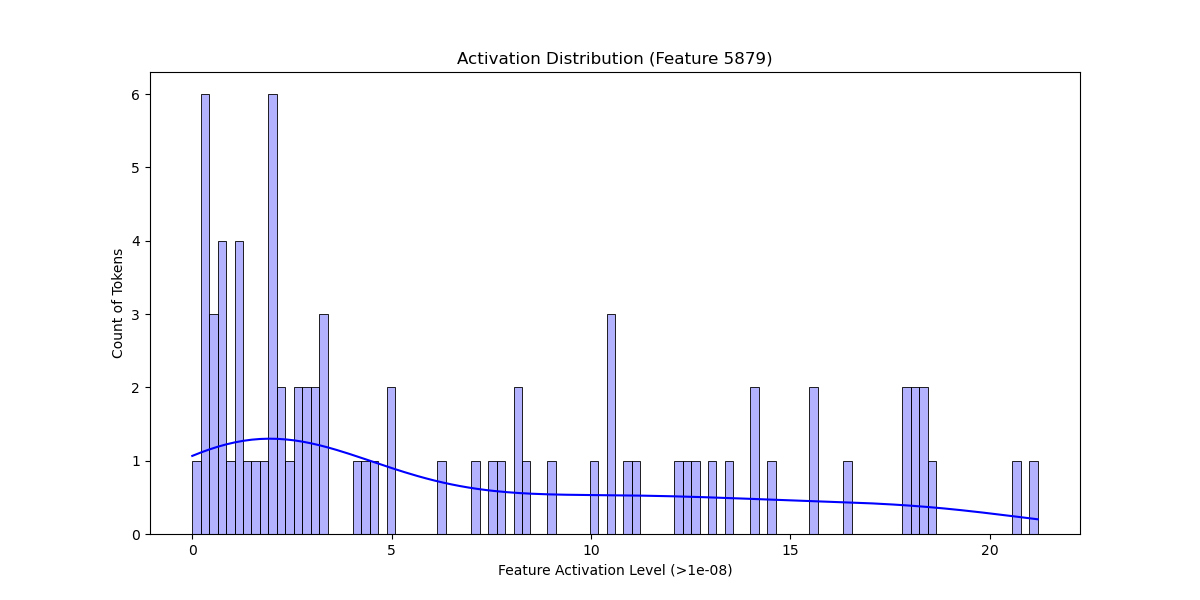 Activation Distribution (Feature 5879)
6
5
4
3
2
1
0
Count of Tokens
0 5 10 15 20
Feature Activation Level (>1e-08)